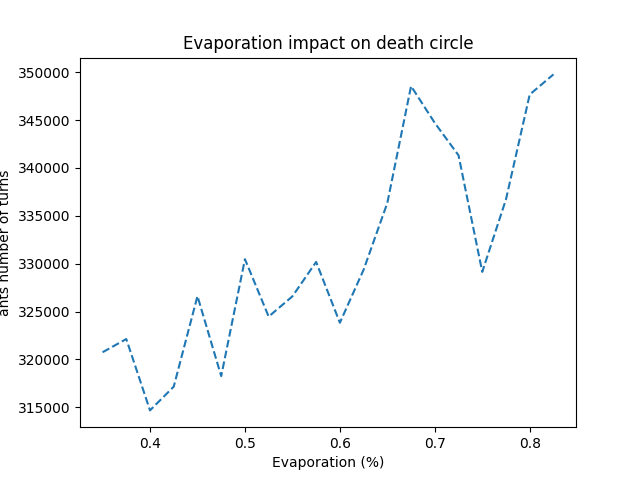 Evaporation impact on death circle
350000
345000
340000
335000
330000
325000
320000
315000
ants number of turns
0.4 0.5 0.6 0.7 0.8
Evaporation (%)